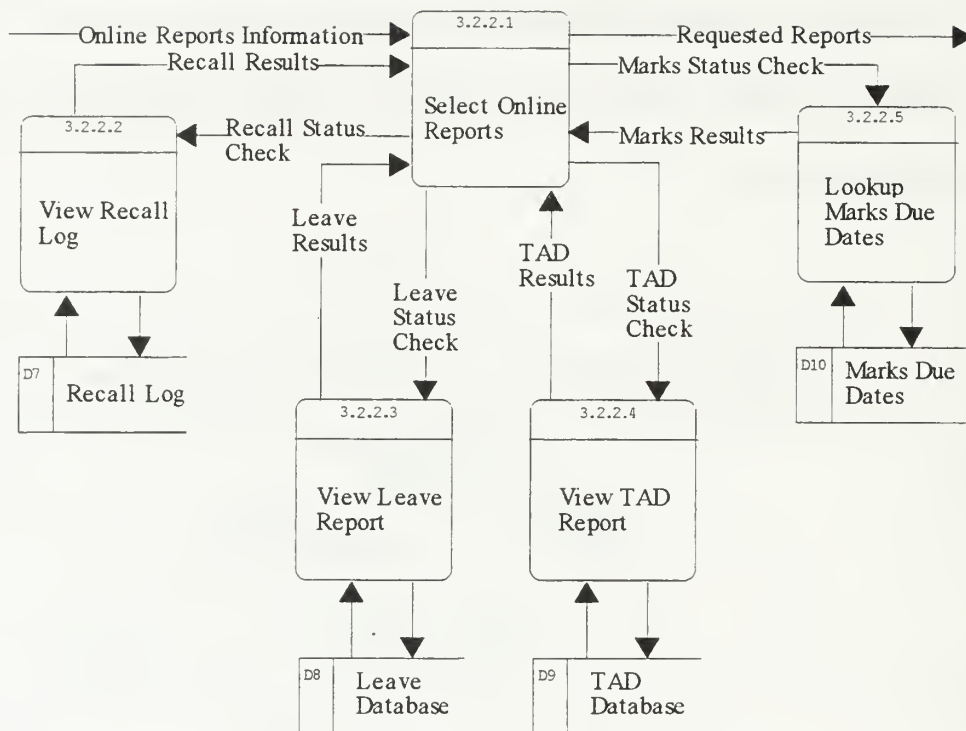 3.2.2.1
Online Reports Information
Requested Reports
Recall Results
Marks Status Check
Select Online
Reports
3.2.2.2
Recall Status
Check
Marks Results
3.2.2.5
View Recall
Log
Lookup
Marks Due
Dates
Leave
Results
TAD
Results
Leave
Status
Check
TAD
Status
Check
D7
Recall Log
D10
Marks Due
Dates
3.2.2.3
3.2.2.4
View Leave
Report
View TAD
Report
D8
Leave
Database
D9
TAD
Database